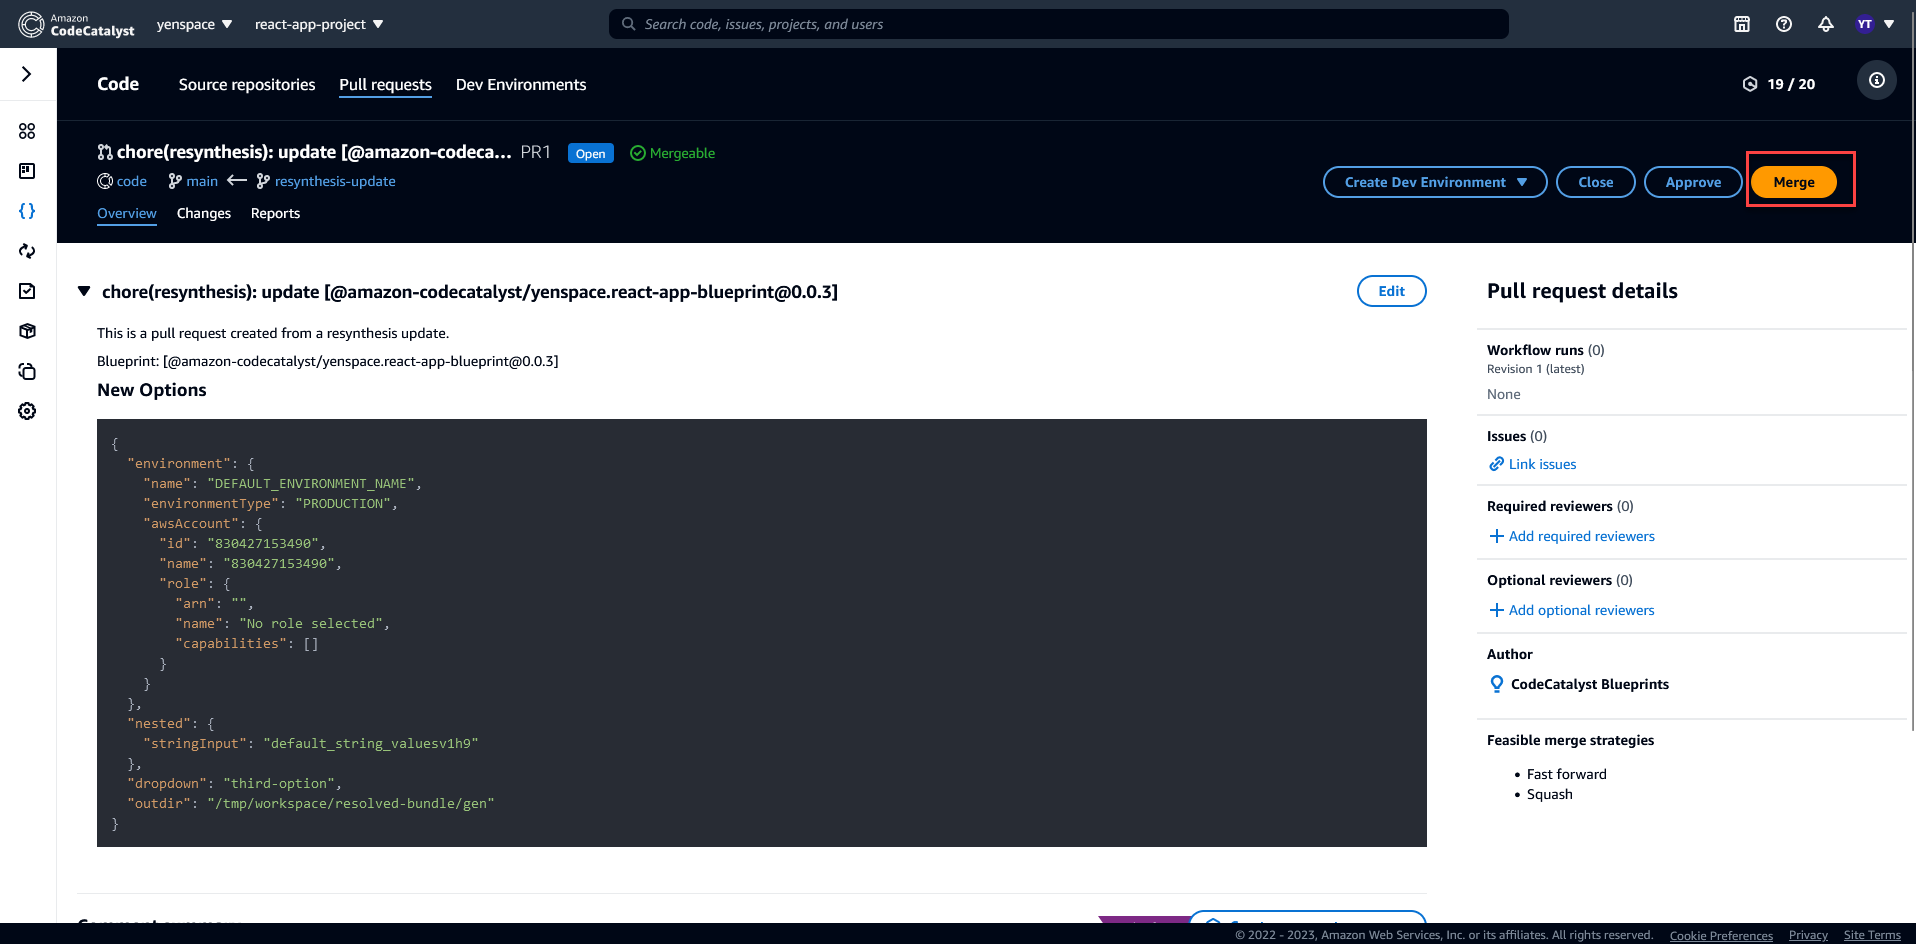 Amazon
CodeCatalyst
yenspace
react-app-project
Search code, issues, projects, and users
YT
Code
Source repositories
Pull requests
Dev Environments
19 / 20
chore(resynthesis): update [@amazon-codeca... PR1
Open
Mergeable
code
main
resynthesis-update
Create Dev Environment
Close
Approve
Merge
Overview
Changes
Reports
chore(resynthesis): update [@amazon-codecatalyst/yenspace.react-app-blueprint@0.0.3]
Edit
This is a pull request created from a resynthesis update.
Blueprint: [@amazon-codecatalyst/yenspace.react-app-blueprint@0.0.3]
New Options
{
"environment": {
"name": "DEFAULT_ENVIRONMENT_NAME",
"environmentType": "PRODUCTION",
"awsAccount": {
"id": "830427153490",
"name": "830427153490",
"role": {
"arn": "",
"name": "No role selected",
"capabilities": []
}
}
},
"nested": {
"stringInput": "default_string_valuesv1h9"
},
"dropdown": "third-option",
"outdir": "/tmp/workspace/resolved-bundle/gen"
}
Pull request details
Workflow runs (0)
Revision 1 (latest)
None
Issues (0)
Link issues
Required reviewers (0)
Add required reviewers
Optional reviewers (0)
Add optional reviewers
Author
CodeCatalyst Blueprints
Feasible merge strategies
• Fast forward
• Squash
Comment summary
© 2022 - 2023, Amazon Web Services, Inc. or its affiliates. All rights reserved.
Cookie Preferences
Privacy
Site Terms